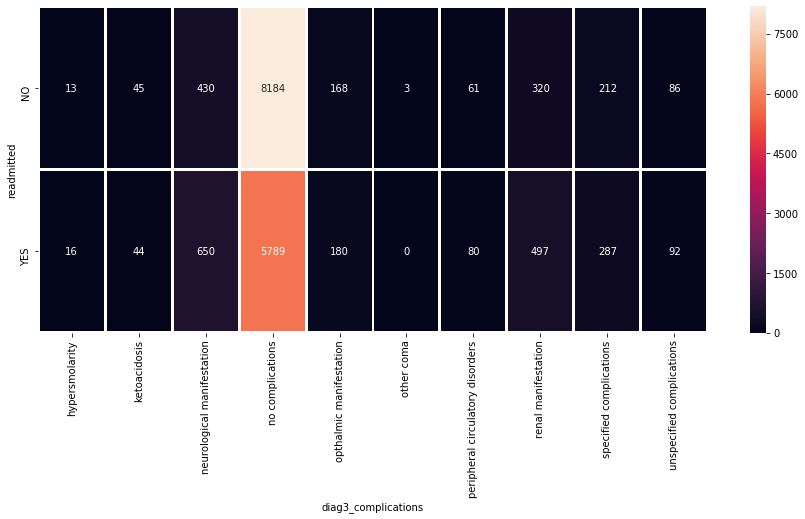 7500
6000
4500
3000
1500
0
readmitted
NO
13 45 430 8184 168 3 61 320 212 86
YES
16 44 650 5789 180 0 80 497 287 92
hypersmolarity
ketoacidosis
neurological manifestation
no complications
opthalmic manifestation
other coma
peripheral circulatory disorders
renal manifestation
specified complications
unspecified complications
diag3_complications